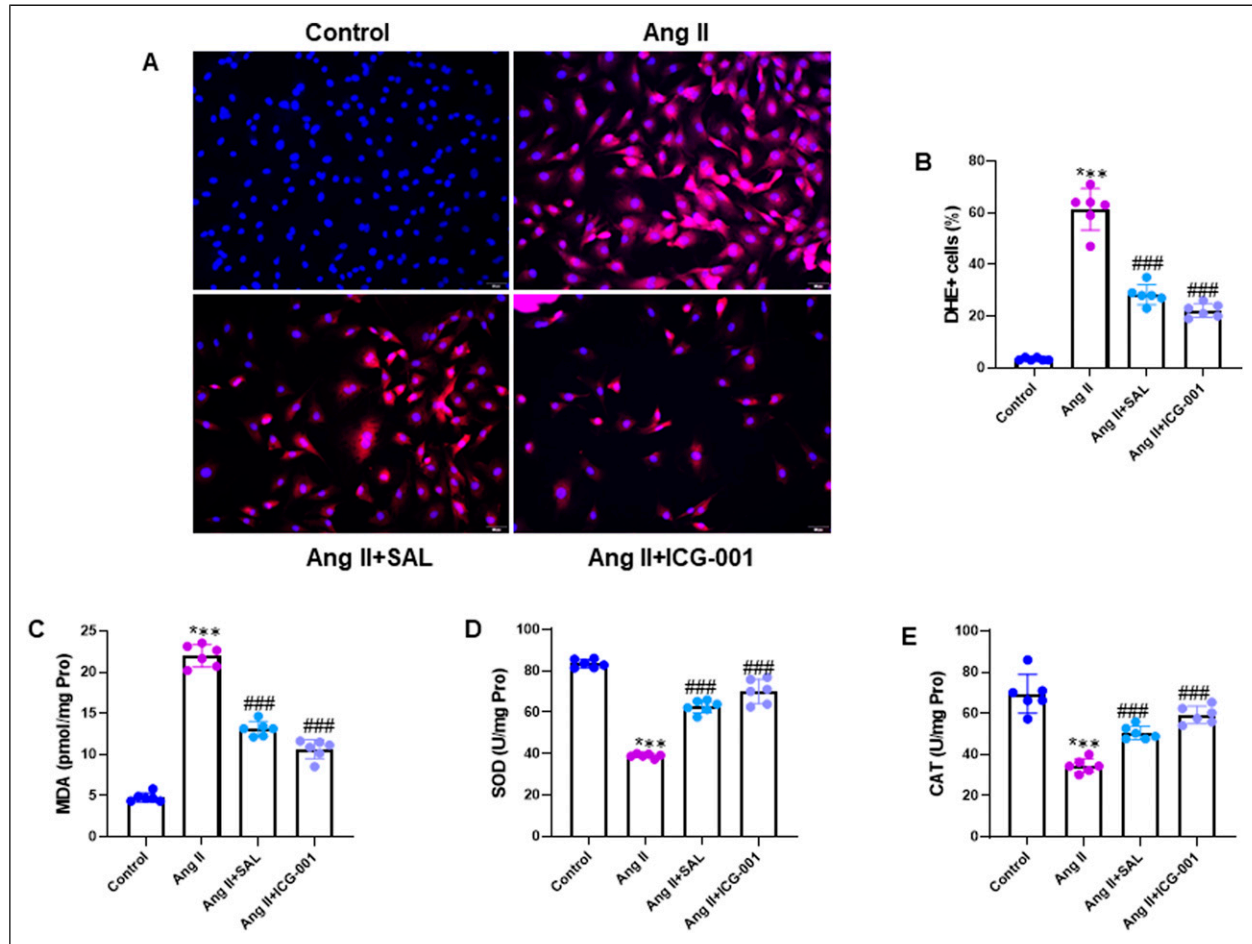 Control Ang II
A
Ang II+SAL Ang II+ICG-001
B
DHE+ cells (%)
80
60
40
20
0
***
###
###
Control
Ang II
Ang II+SAL
Ang II+ICG-001
C
MDA (pmol/mg Pro)
25
20
15
10
5
0
***
###
###
Control
Ang II
Ang II+SAL
Ang II+ICG-001
D
SOD (U/mg Pro)
100
80
60
40
20
0
***
###
###
Control
Ang II
Ang II+SAL
Ang II+ICG-001
E
CAT (U/mg Pro)
100
80
60
40
20
0
***
###
###
Control
Ang II
Ang II+SAL
Ang II+ICG-001